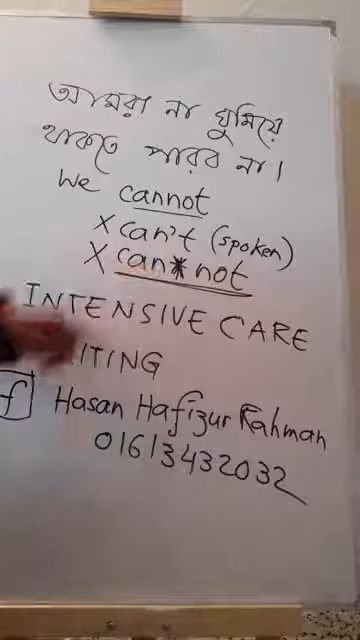 আমরা না ঘুমিয়ে
থাকতে পারব না।
We cannot
X can't (spoken)
X can*not
INTENSIVE CARE
ITING
f Hasan Hafizur Rahman
01613432032